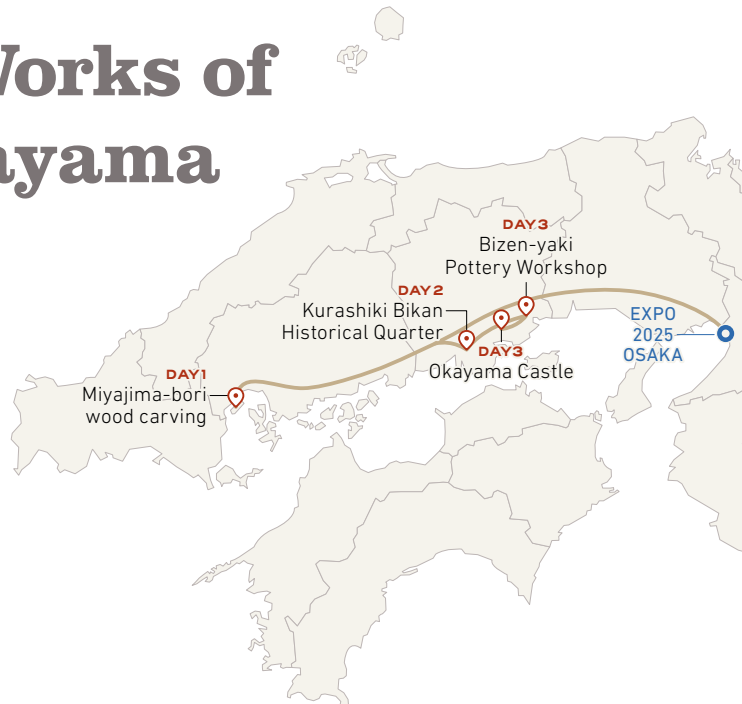 orks of
ayama
DAY3
Bizen-yaki
Pottery Workshop
DAY2
Kurashiki Bikan
Historical Quarter
EXPO
2025
OSAKA
DAY3
Okayama Castle
DAY1
Miyajima-bori
wood carving